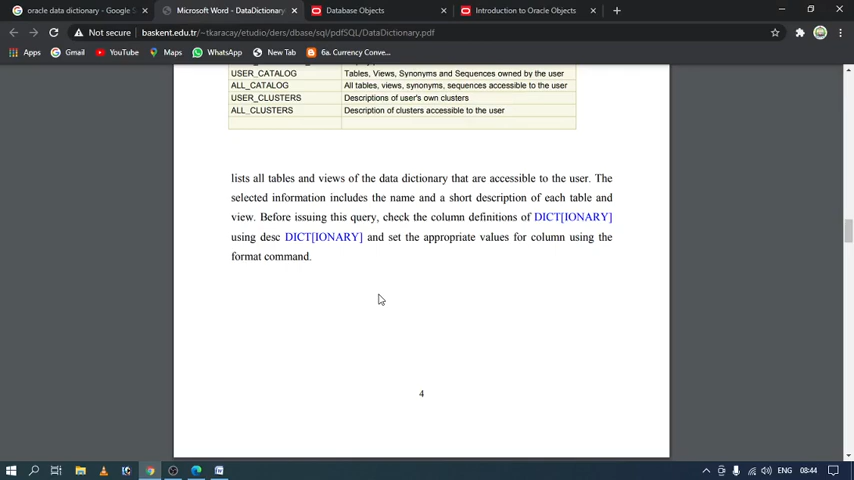 oracle data dictionary - Google S
Microsoft Word - DataDictionary.
Database Objects
Introduction to Oracle Objects
Not secure
baskent.edu.tr/~tkaracay/etudio/ders/dbase/sql/pdfSQL/DataDictionary.pdf
Apps
Gmail
YouTube
Maps
WhatsApp
New Tab
6a. Currency Conve...
USER_CATALOG Tables, Views, Synonyms and Sequences owned by the user
ALL_CATALOG All tables, views, synonyms, sequences accessible to the user
USER_CLUSTERS Descriptions of user's own clusters
ALL_CLUSTERS Description of clusters accessible to the user
lists all tables and views of the data dictionary that are accessible to the user. The
selected information includes the name and a short description of each table and
view. Before issuing this query, check the column definitions of DICT[IONARY]
using desc DICT[IONARY] and set the appropriate values for column using the
format command.
4
ENG
08:44